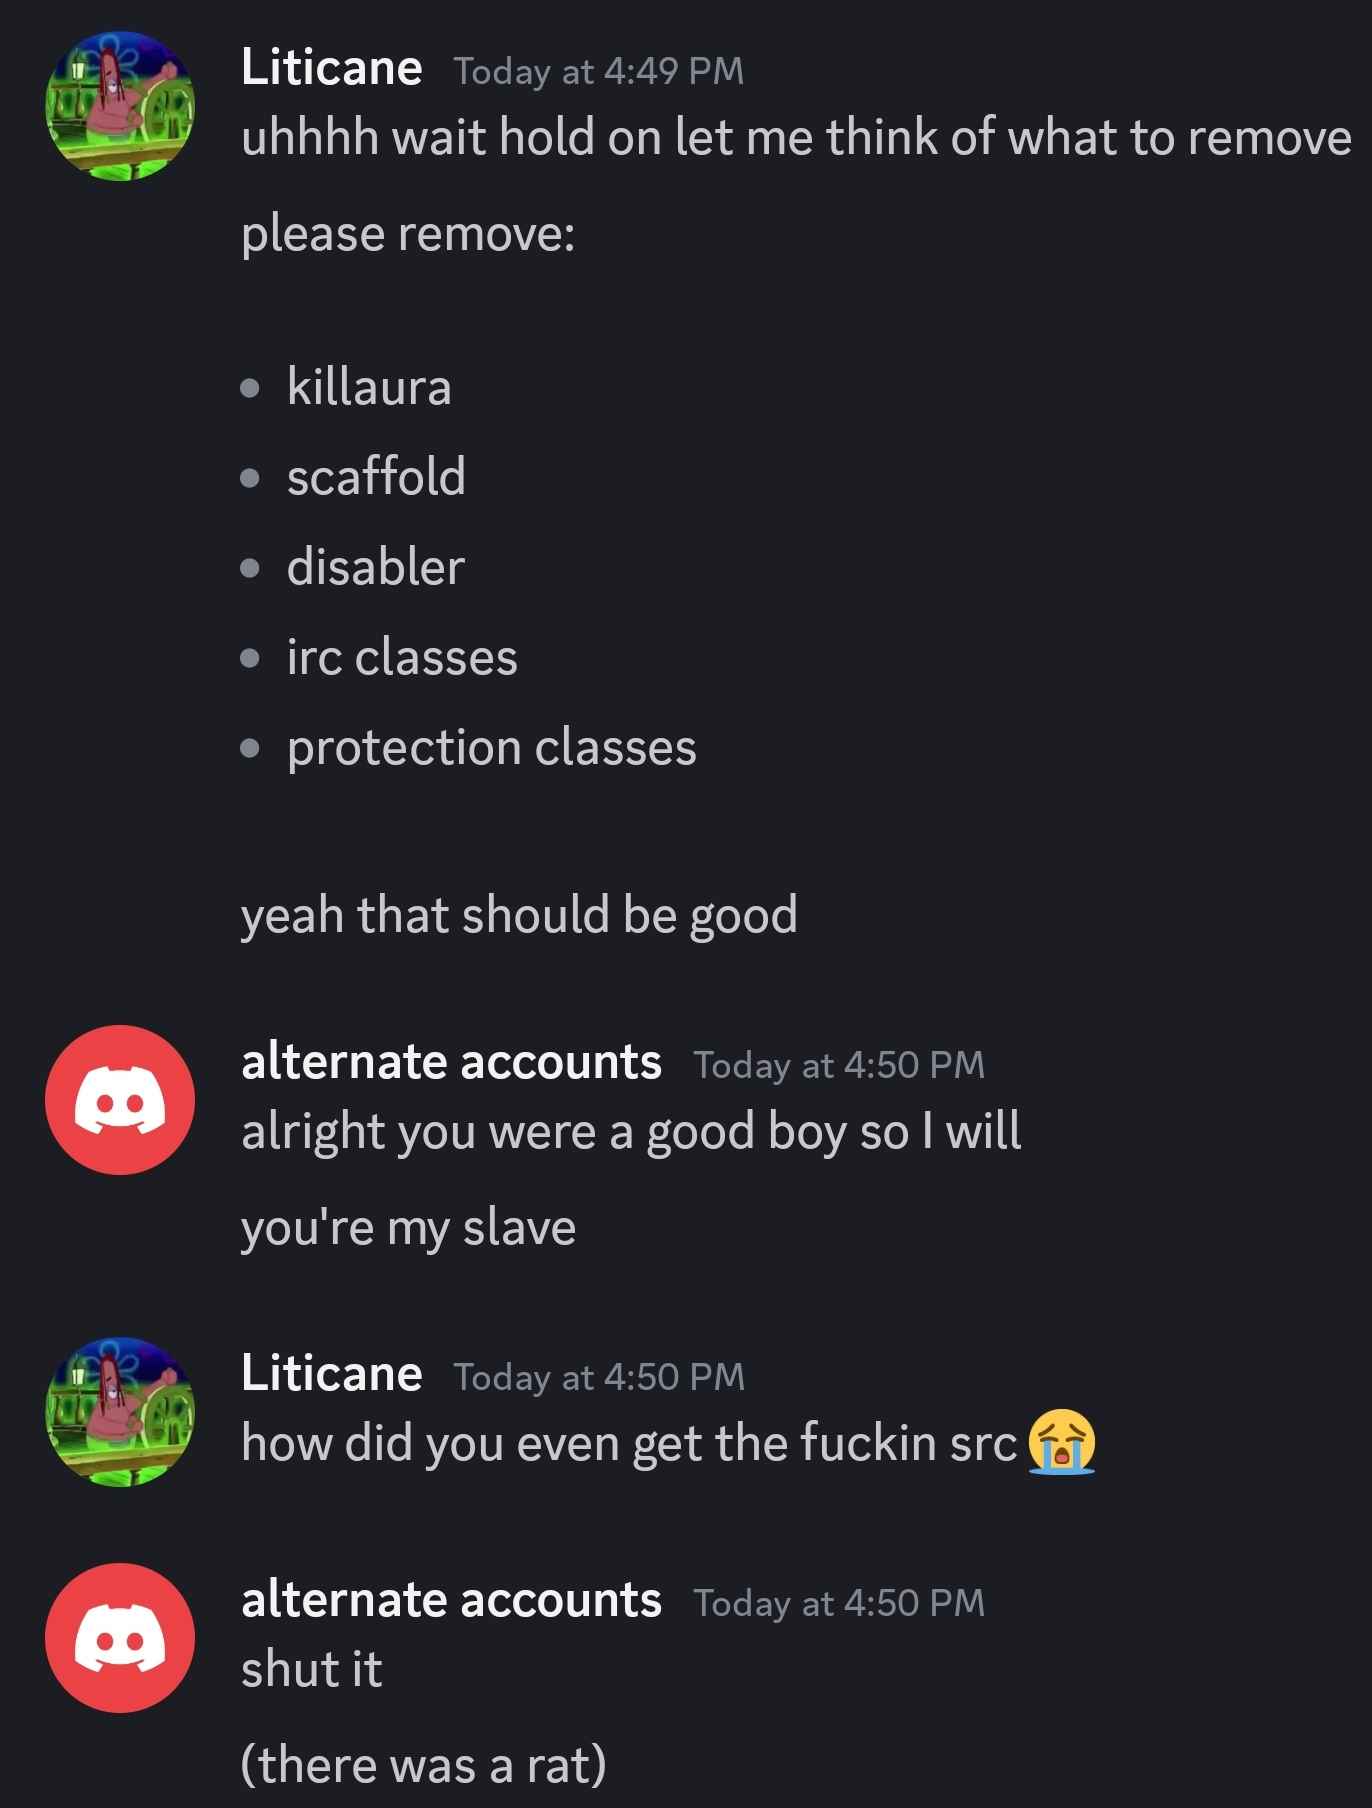 Liticane Today at 4:49 PM
uhhhh wait hold on let me think of what to remove
please remove:
• killaura
• scaffold
• disabler
• irc classes
• protection classes
yeah that should be good
alternate accounts Today at 4:50 PM
alright you were a good boy so I will
you're my slave
Liticane Today at 4:50 PM
how did you even get the fuckin src 😭
alternate accounts Today at 4:50 PM
shut it
(there was a rat)